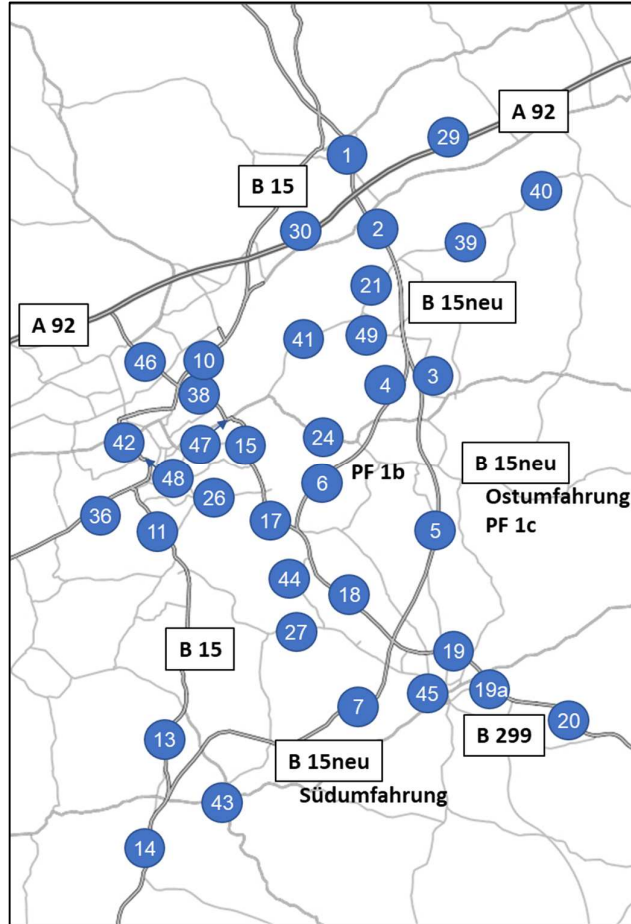 A 92
29
1
B 15
40
30
2
39
21
B 15neu
A 92
41
49
46
10
4
3
38
42
47
15
24
B 15neu
48
6
PF 1b
Ostumfahrung
26
36
11
17
5
PF 1c
44
18
27
B 15
19
45
19a
7
20
13
B 299
B 15neu
Südumfahrung
43
14